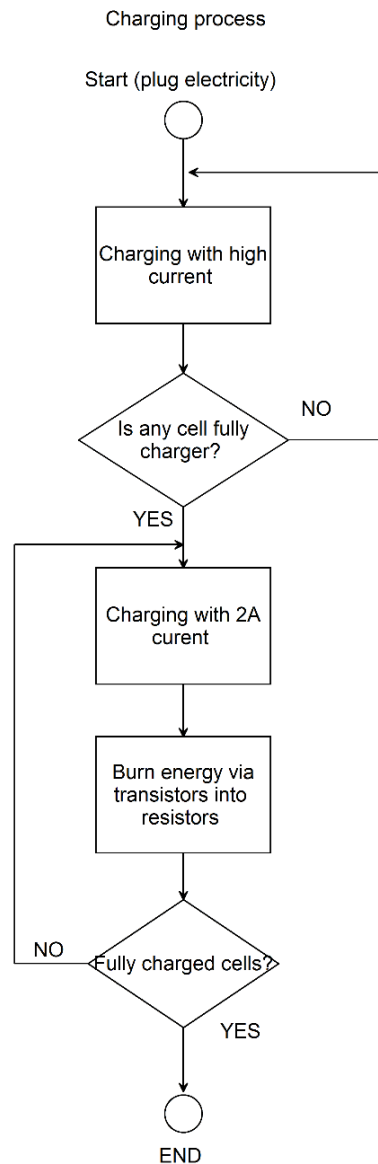 Charging process
Start (plug electricity)
Charging with high
current
Is any cell fully
charger?
NO
YES
Charging with 2A
curent
Burn energy via
transistors into
resistors
NO
Fully charged cells?
YES
END